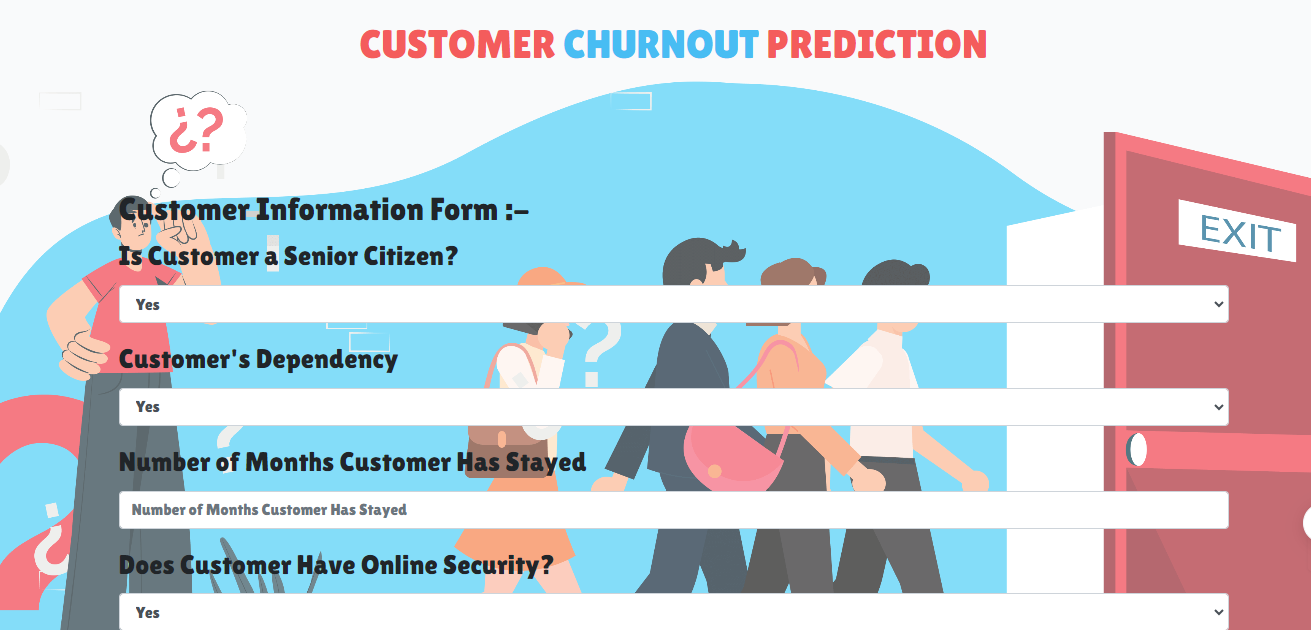 CUSTOMER CHURNOUT PREDICTION
¿?
Customer Information Form :–
Is Customer a Senior Citizen?
EXIT
Yes
?
Customer's Dependency
Yes
?
Number of Months Customer Has Stayed
Number of Months Customer Has Stayed
¿
Does Customer Have Online Security?
Yes